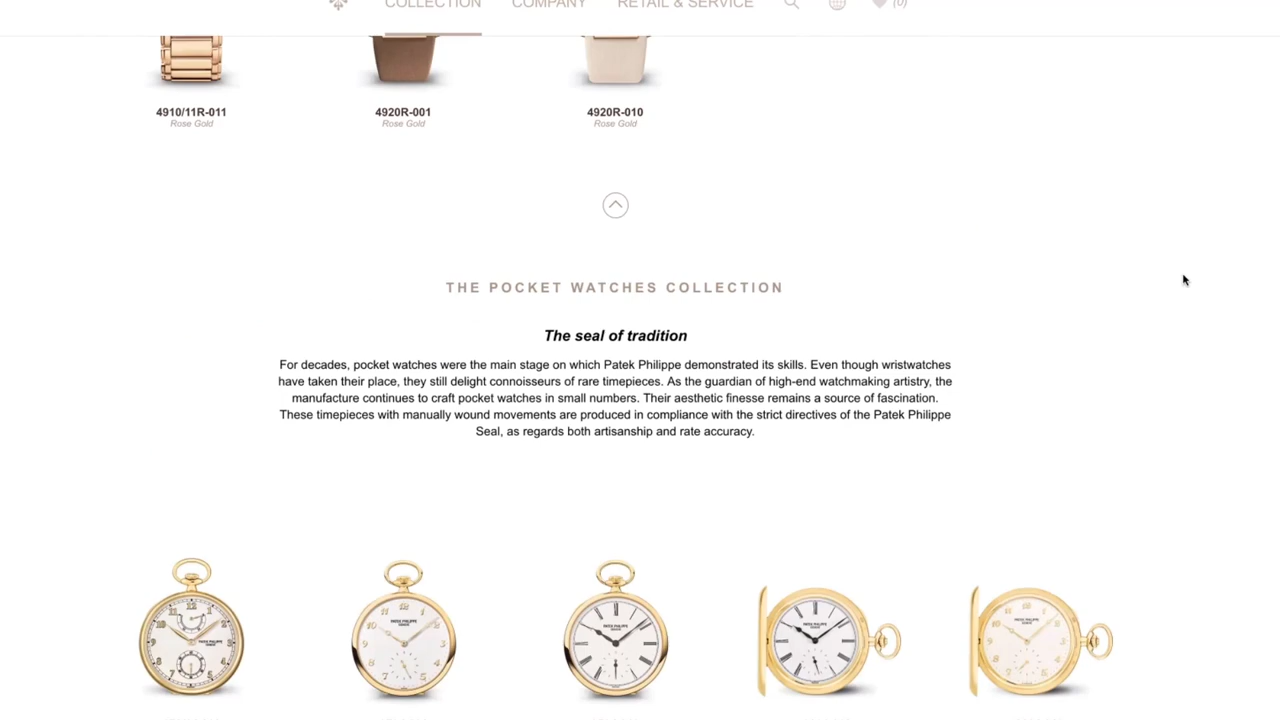 COLLECTION COMPANY RETAIL & SERVICE (0)
4910/11R-011 4920R-001 4920R-010
Rose Gold Rose Gold Rose Gold
THE POCKET WATCHES COLLECTION
The seal of tradition
For decades, pocket watches were the main stage on which Patek Philippe demonstrated its skills. Even though wristwatches
have taken their place, they still delight connoisseurs of rare timepieces. As the guardian of high-end watchmaking artistry, the
manufacture continues to craft pocket watches in small numbers. Their aesthetic finesse remains a source of fascination.
These timepieces with manually wound movements are produced in compliance with the strict directives of the Patek Philippe
Seal, as regards both artisanship and rate accuracy.